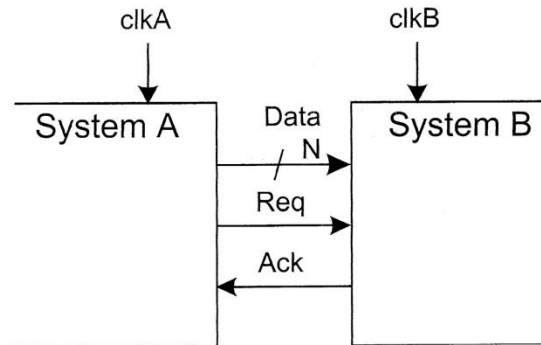 clkA
clkB
System A
Data
System B
N
Req
Ack